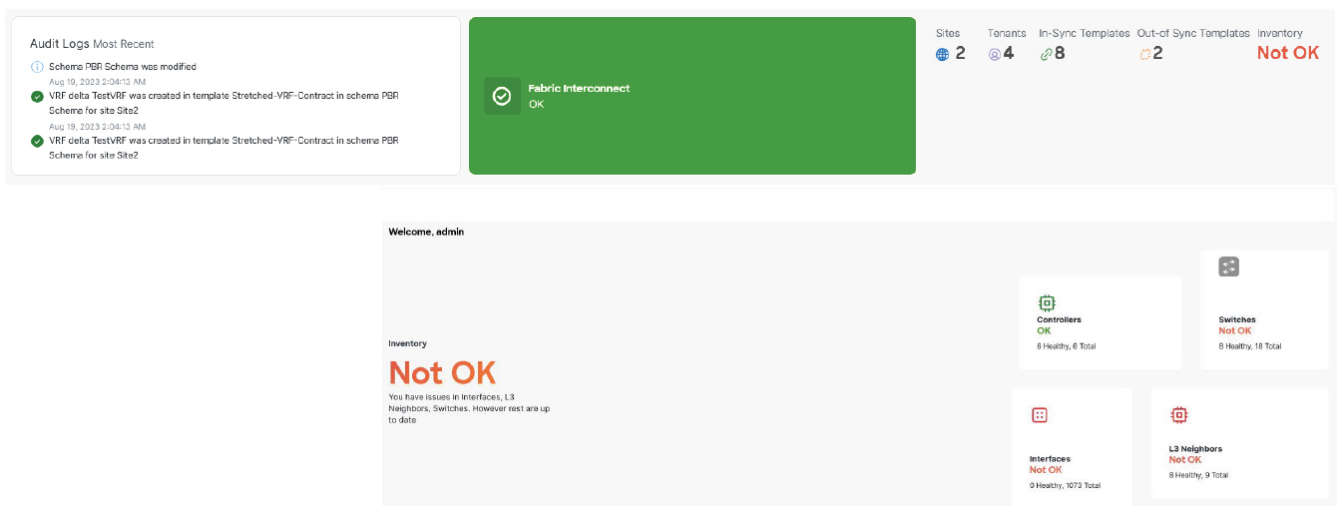 Audit Logs Most Recent
Schema PBR Schema was modified
Aug 19, 2023 2:04:13 AM
VRF delta TestVRF was created in template Stretched-VRF-Contract in schema PBR
Schema for site Site2
Aug 19, 2023 2:04:13 AM
VRF delta TestVRF was created in template Stretched-VRF-Contract in schema PBR
Schema for site Site2
Fabric Interconnect
OK
Sites Tenants In-Sync Templates Out-of Sync Templates Inventory
2 4 8 2 Not OK
Welcome, admin
Inventory
Not OK
You have issues in Interfaces, L3
Neighbors, Switches. However rest are up
to date
Controllers
OK
6 Healthy, 6 Total
Switches
Not OK
8 Healthy, 18 Total
Interfaces
Not OK
0 Healthy, 1073 Total
L3 Neighbors
Not OK
8 Healthy, 9 Total